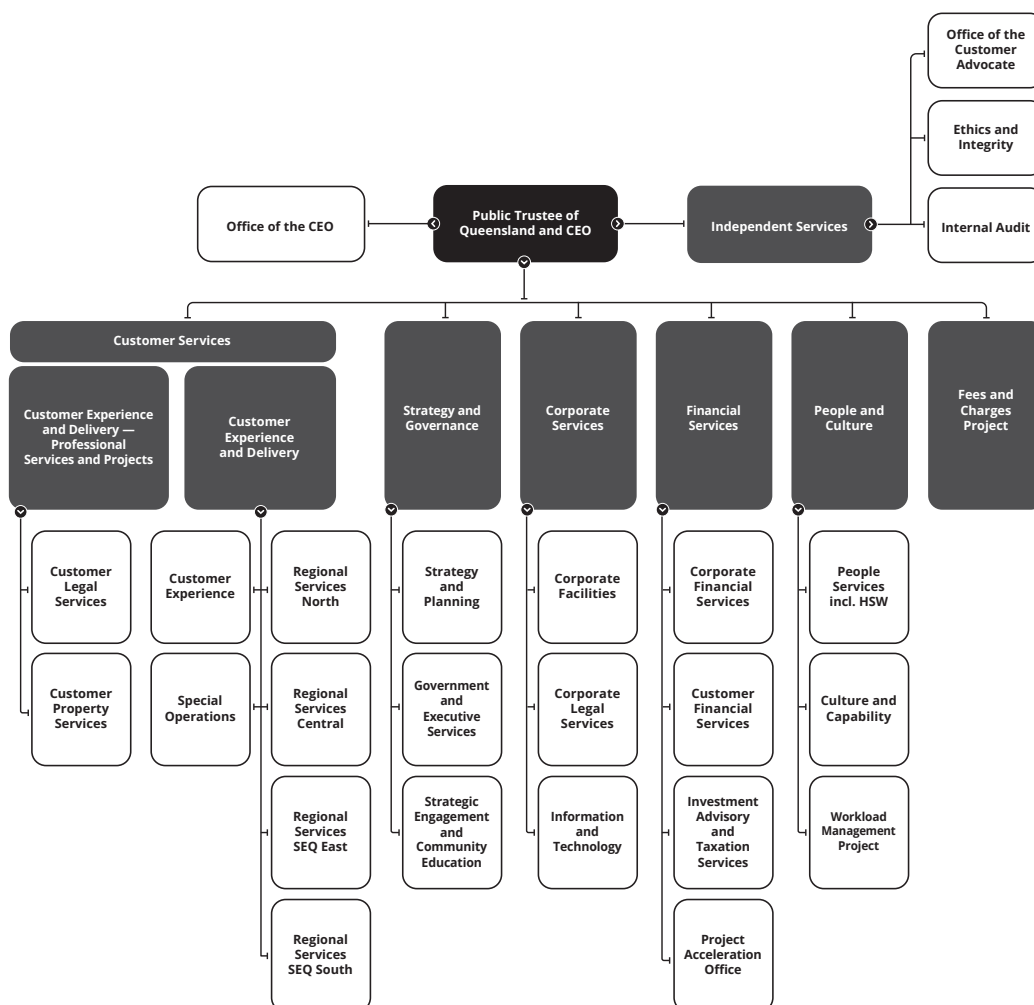 Office of the
Customer
Advocate
Ethics and
Integrity
Office of the CEO
Public Trustee of
Queensland and CEO
Independent Services
Internal Audit
Customer Services
Customer Experience
and Delivery —
Professional
Services and Projects
Customer
Experience
and Delivery
Strategy and
Governance
Corporate
Services
Financial
Services
People and
Culture
Fees and
Charges
Project
Customer
Legal
Services
Customer
Experience
Regional
Services
North
Strategy
and
Planning
Corporate
Facilities
Corporate
Financial
Services
People
Services
incl. HSW
Customer
Property
Services
Special
Operations
Regional
Services
Central
Government
and
Executive
Services
Corporate
Legal
Services
Customer
Financial
Services
Culture and
Capability
Regional
Services
SEQ East
Strategic
Engagement
and
Community
Education
Information
and
Technology
Investment
Advisory
and
Taxation
Services
Workload
Management
Project
Regional
Services
SEQ South
Project
Acceleration
Office